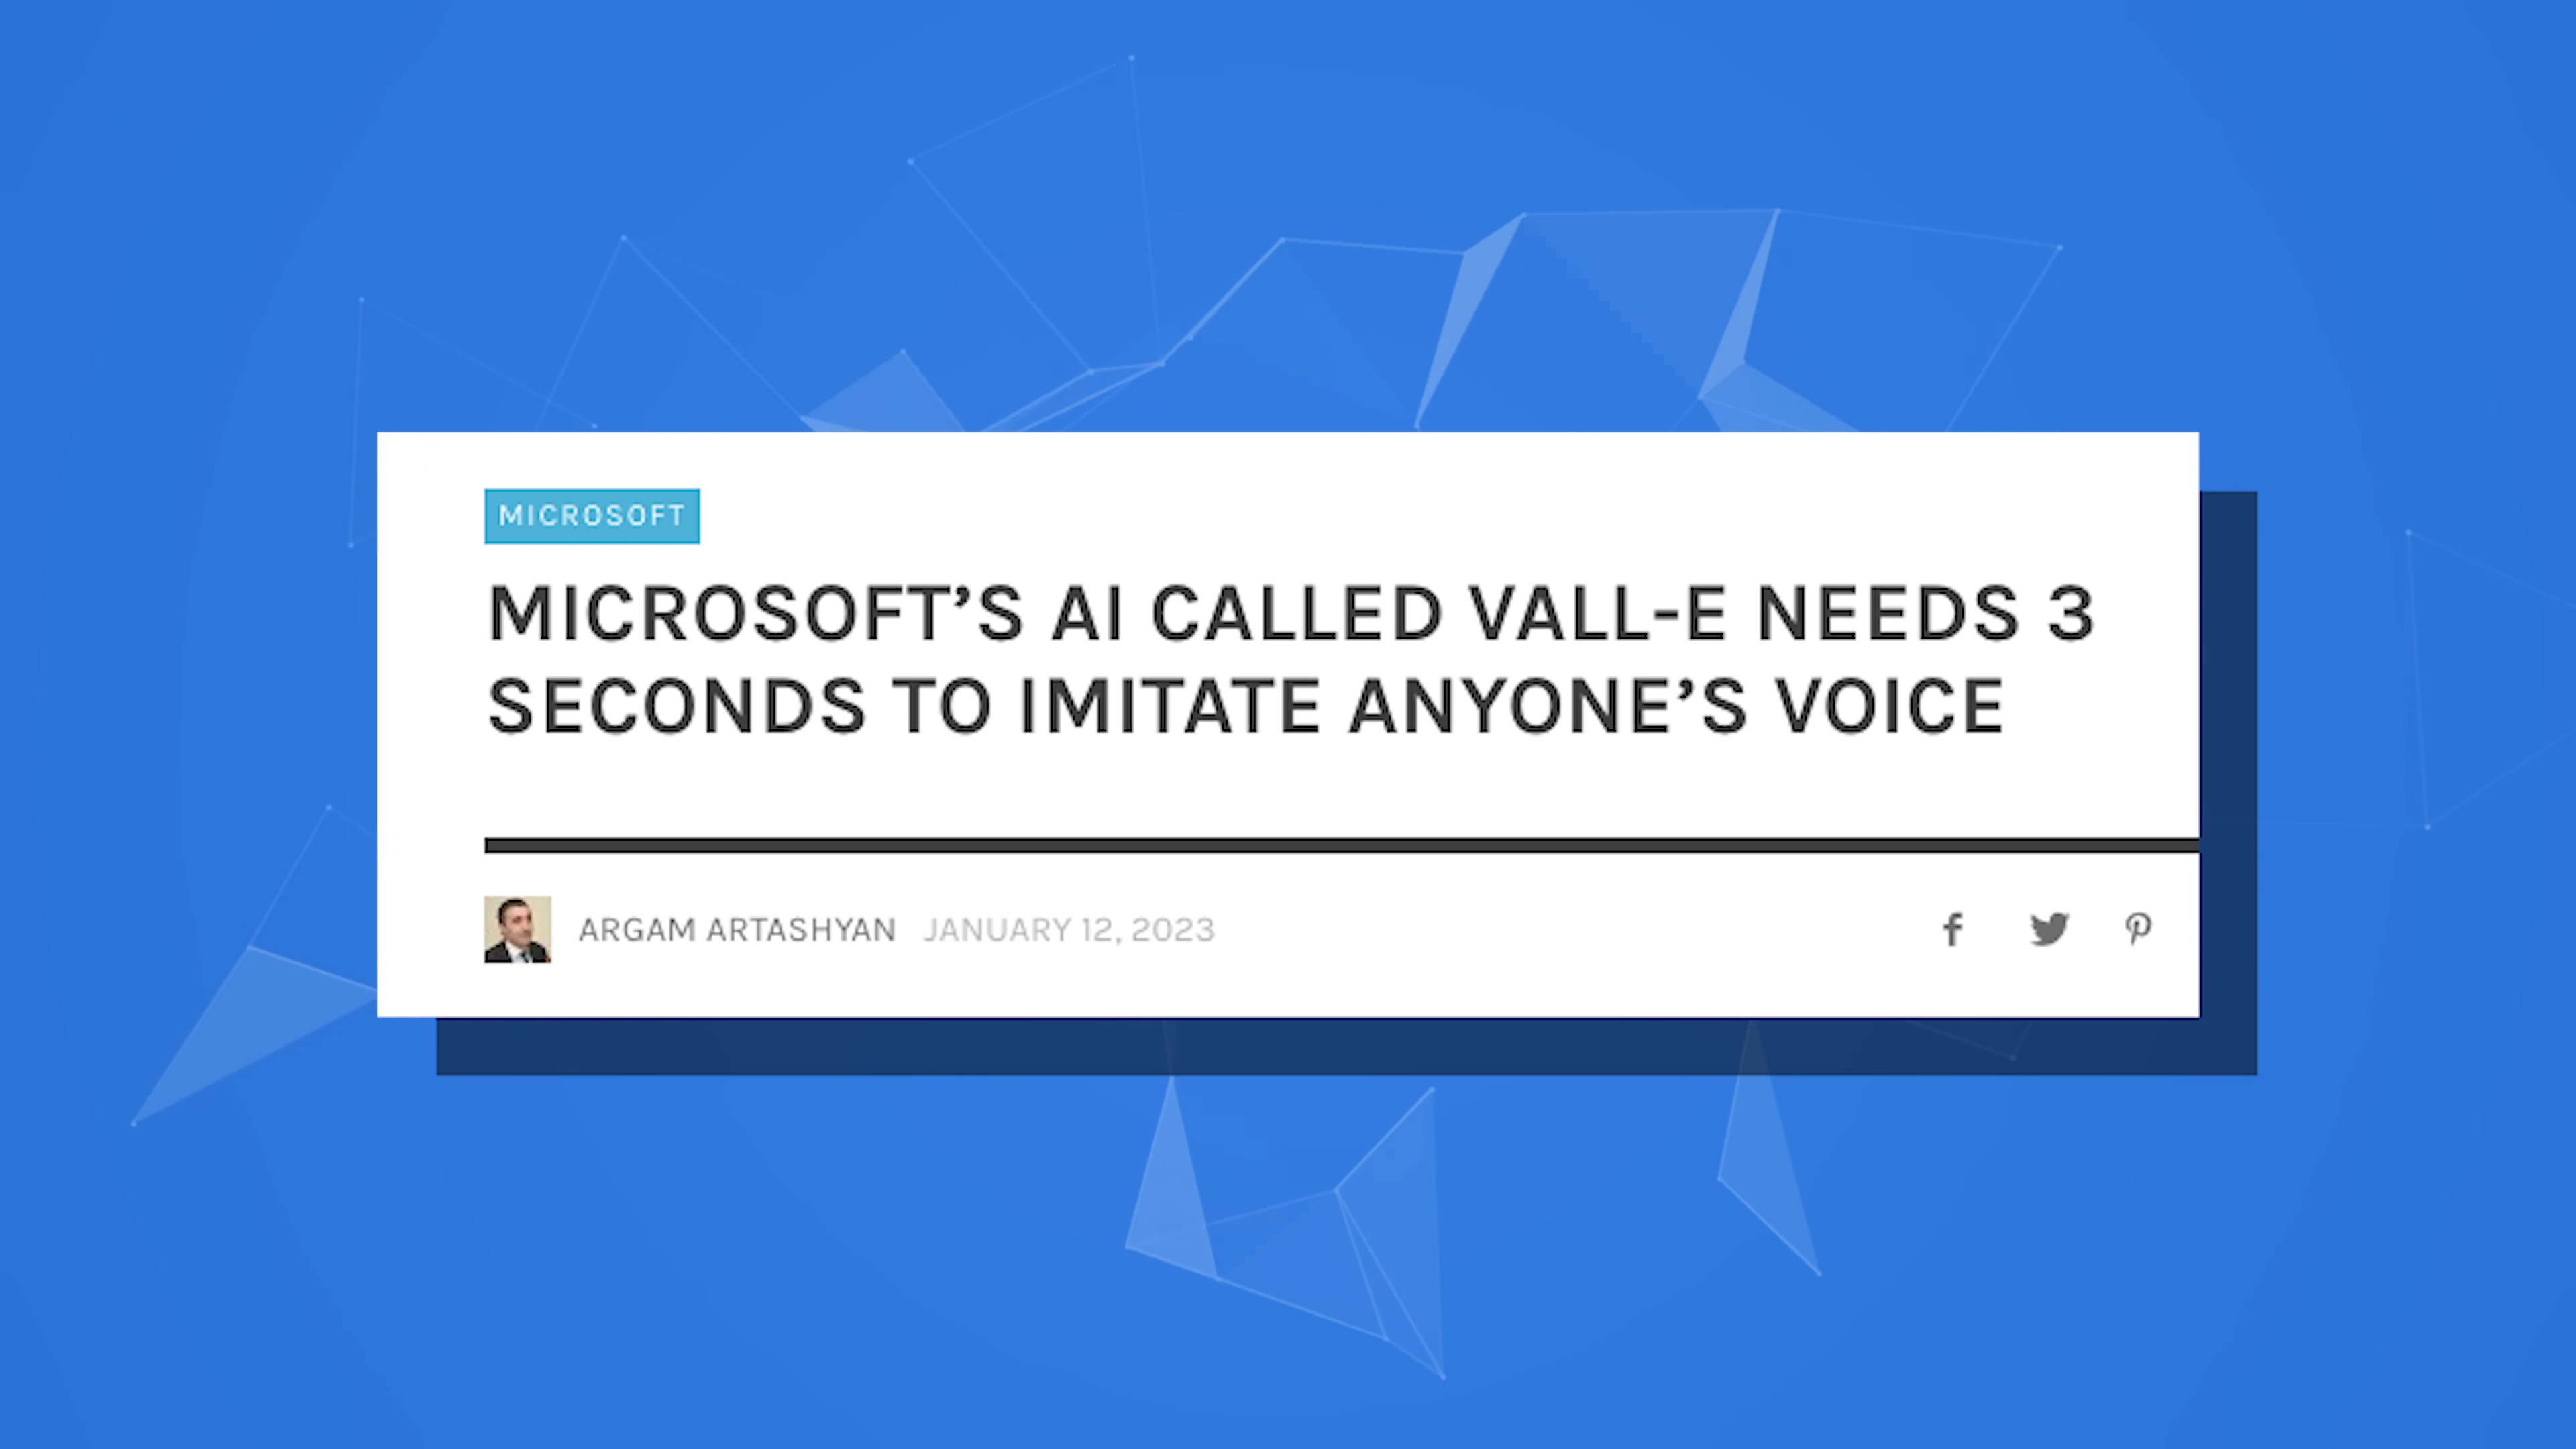 MICROSOFT
MICROSOFT’S AI CALLED VALL-E NEEDS 3
SECONDS TO IMITATE ANYONE’S VOICE
ARGAM ARTASHYAN JANUARY 12, 2023